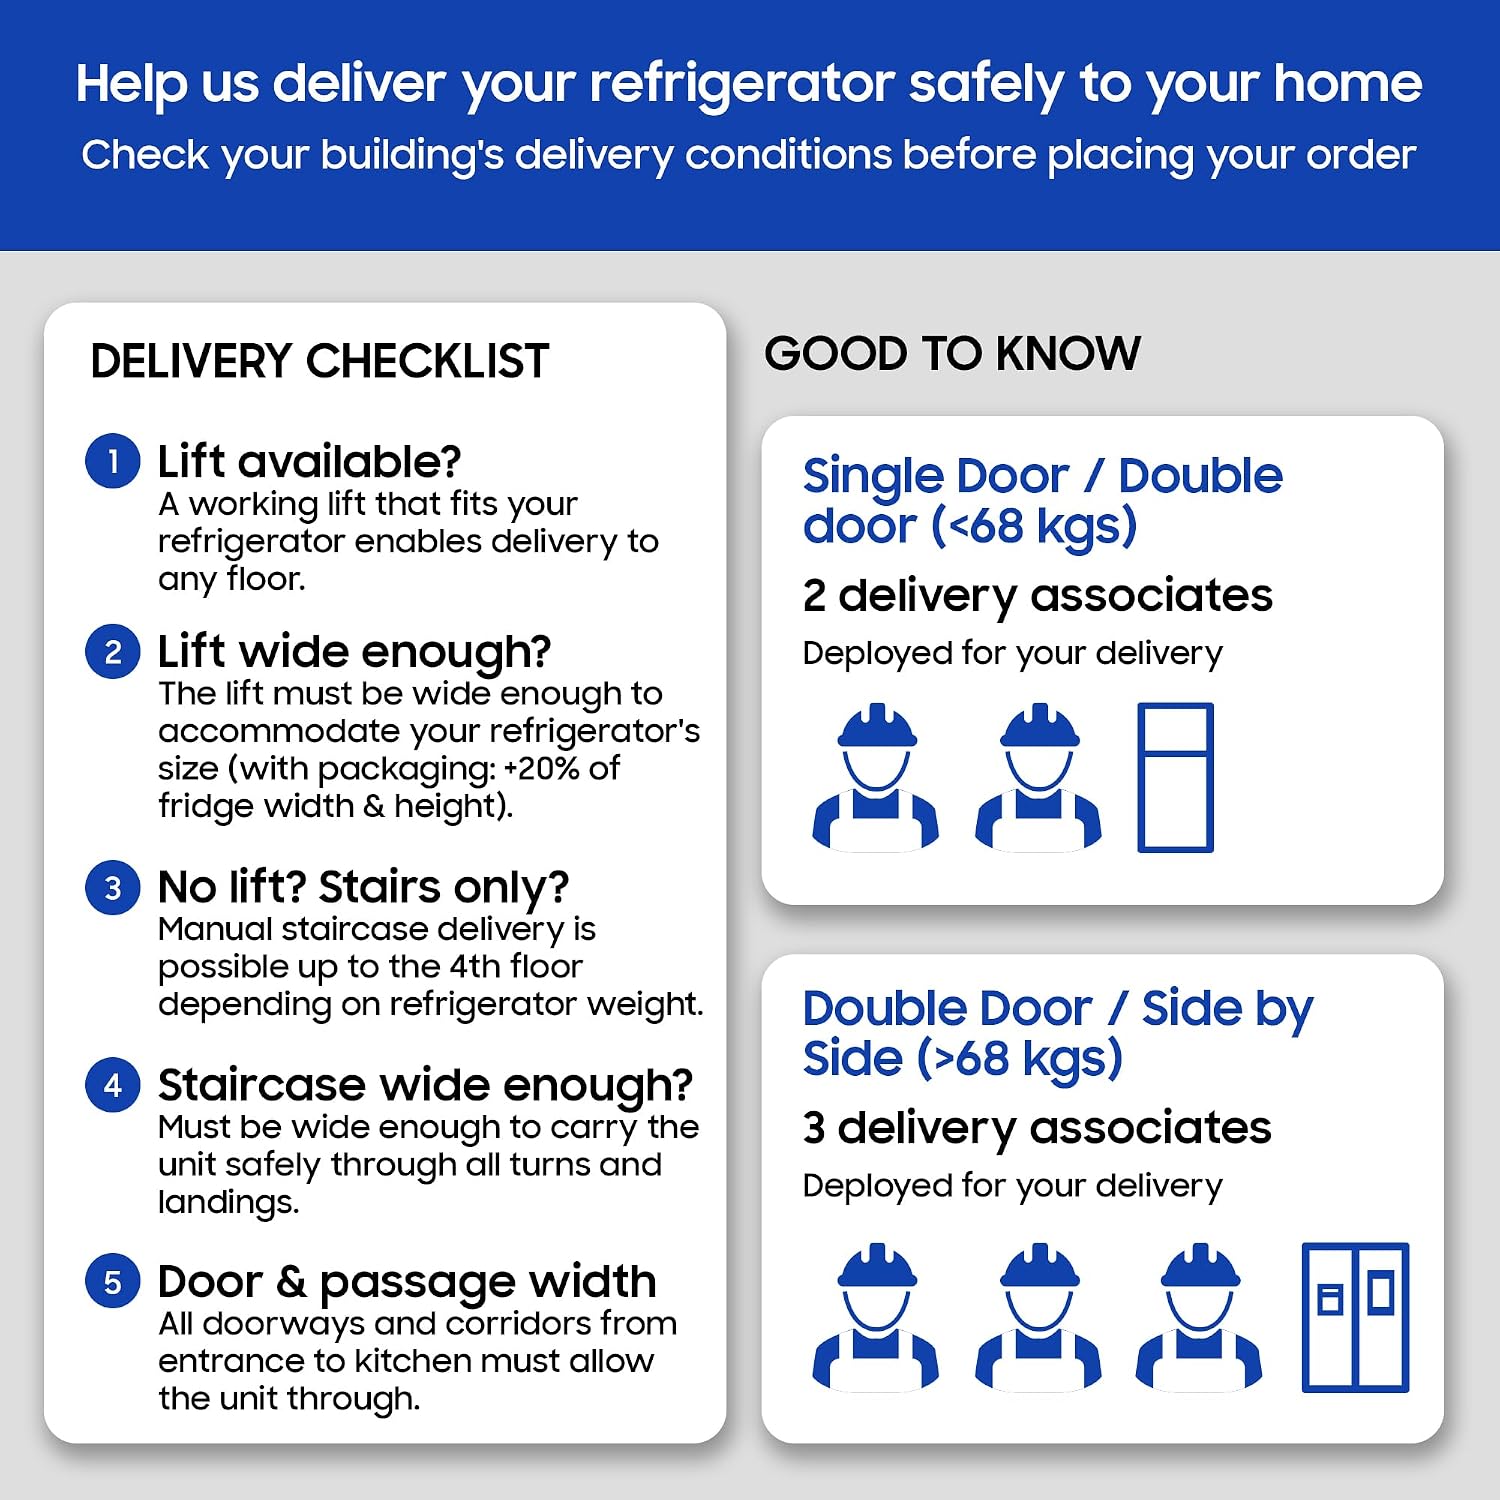 Help us deliver your refrigerator safely to your home
Check your building's delivery conditions before placing your order
DELIVERY CHECKLIST
1 Lift available?
A working lift that fits your
refrigerator enables delivery to
any floor.
2 Lift wide enough?
The lift must be wide enough to
accommodate your refrigerator's
size (with packaging: +20% of
fridge width & height).
3 No lift? Stairs only?
Manual staircase delivery is
possible up to the 4th floor
depending on refrigerator weight.
4 Staircase wide enough?
Must be wide enough to carry the
unit safely through all turns and
landings.
5 Door & passage width
All doorways and corridors from
entrance to kitchen must allow
the unit through.
GOOD TO KNOW
Single Door / Double
door (<68 kgs)
2 delivery associates
Deployed for your delivery
Double Door / Side by
Side (>68 kgs)
3 delivery associates
Deployed for your delivery